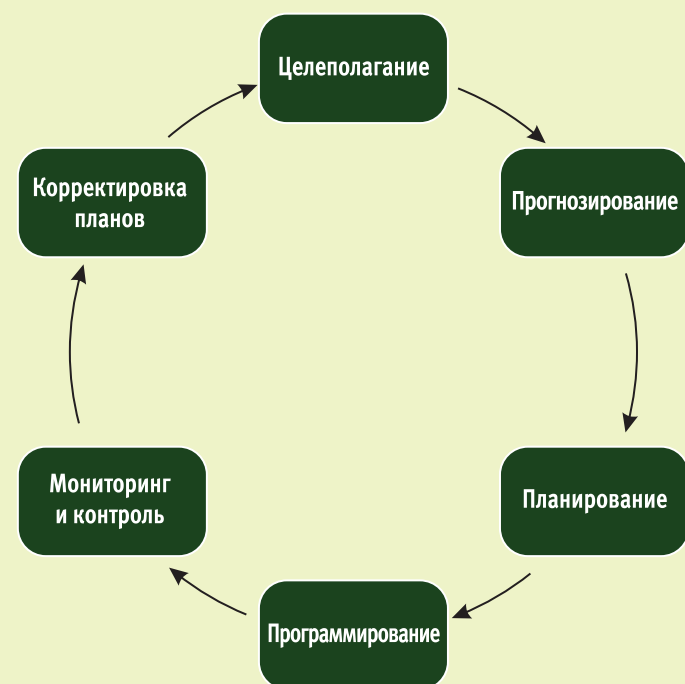 Целеполагание
Прогнозирование
Планирование
Программирование
Мониторинг
и контроль
Корректировка
планов